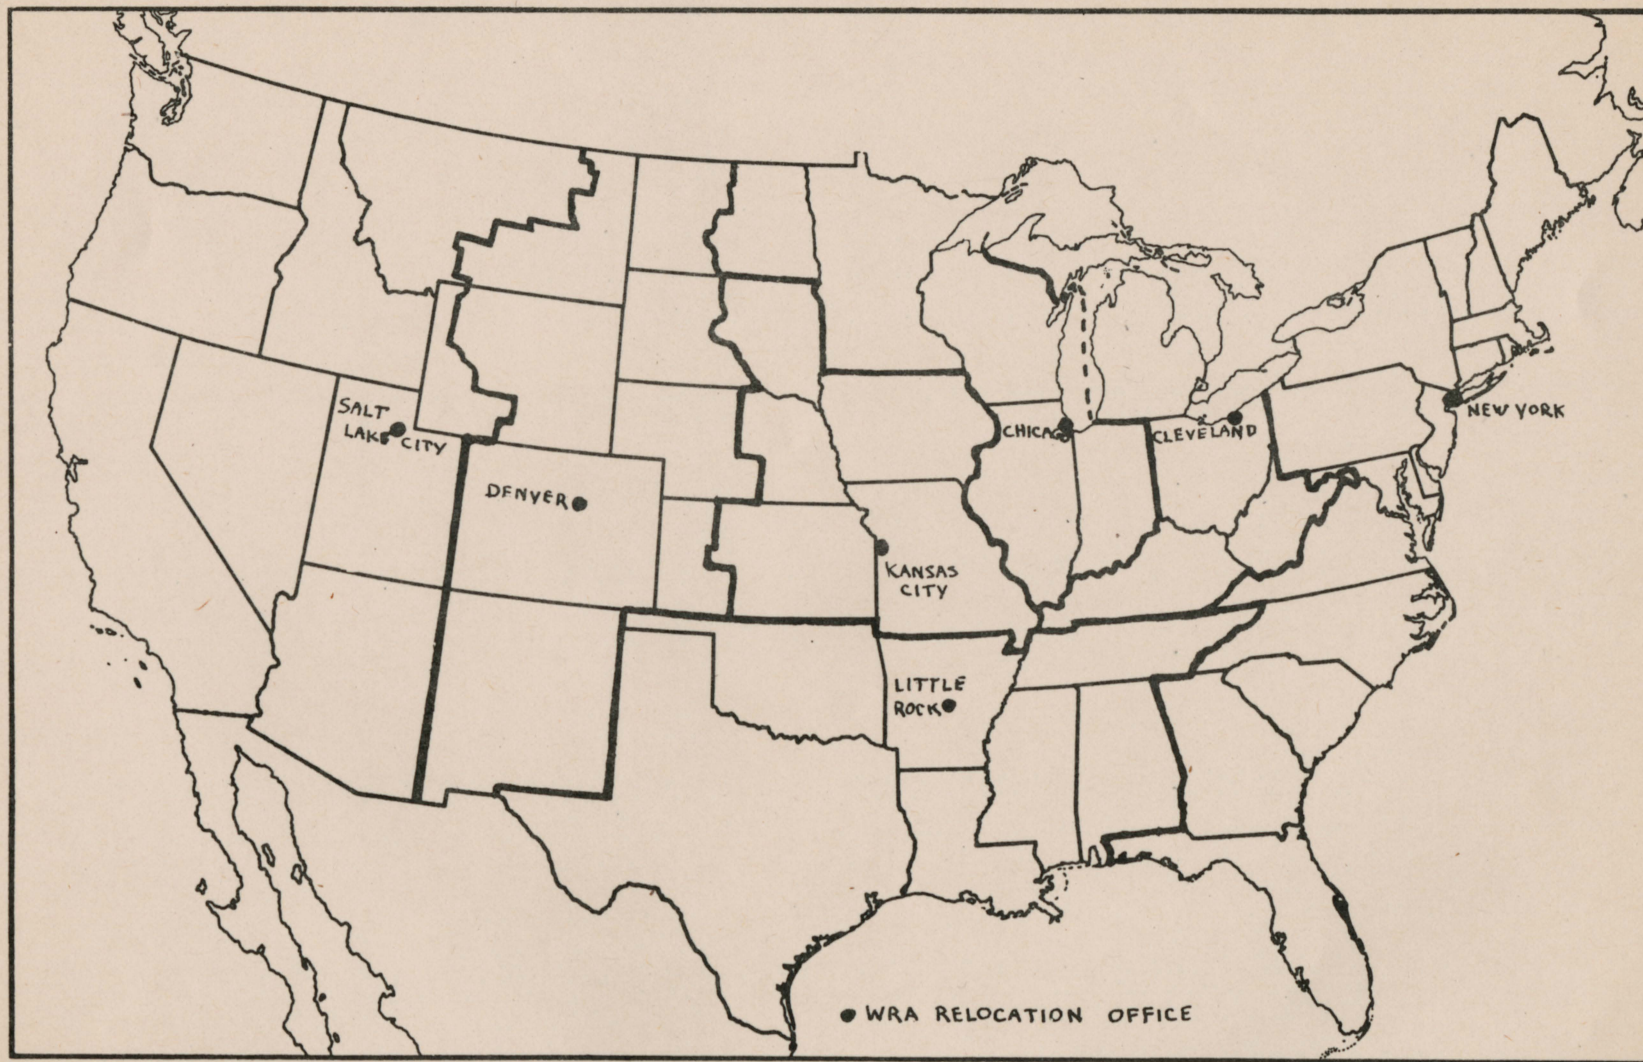 SALT
LAKE CITY
DENVER
CHICAGO
CLEVELAND
NEW YORK
KANSAS
CITY
LITTLE
ROCK
WRA RELOCATION OFFICE